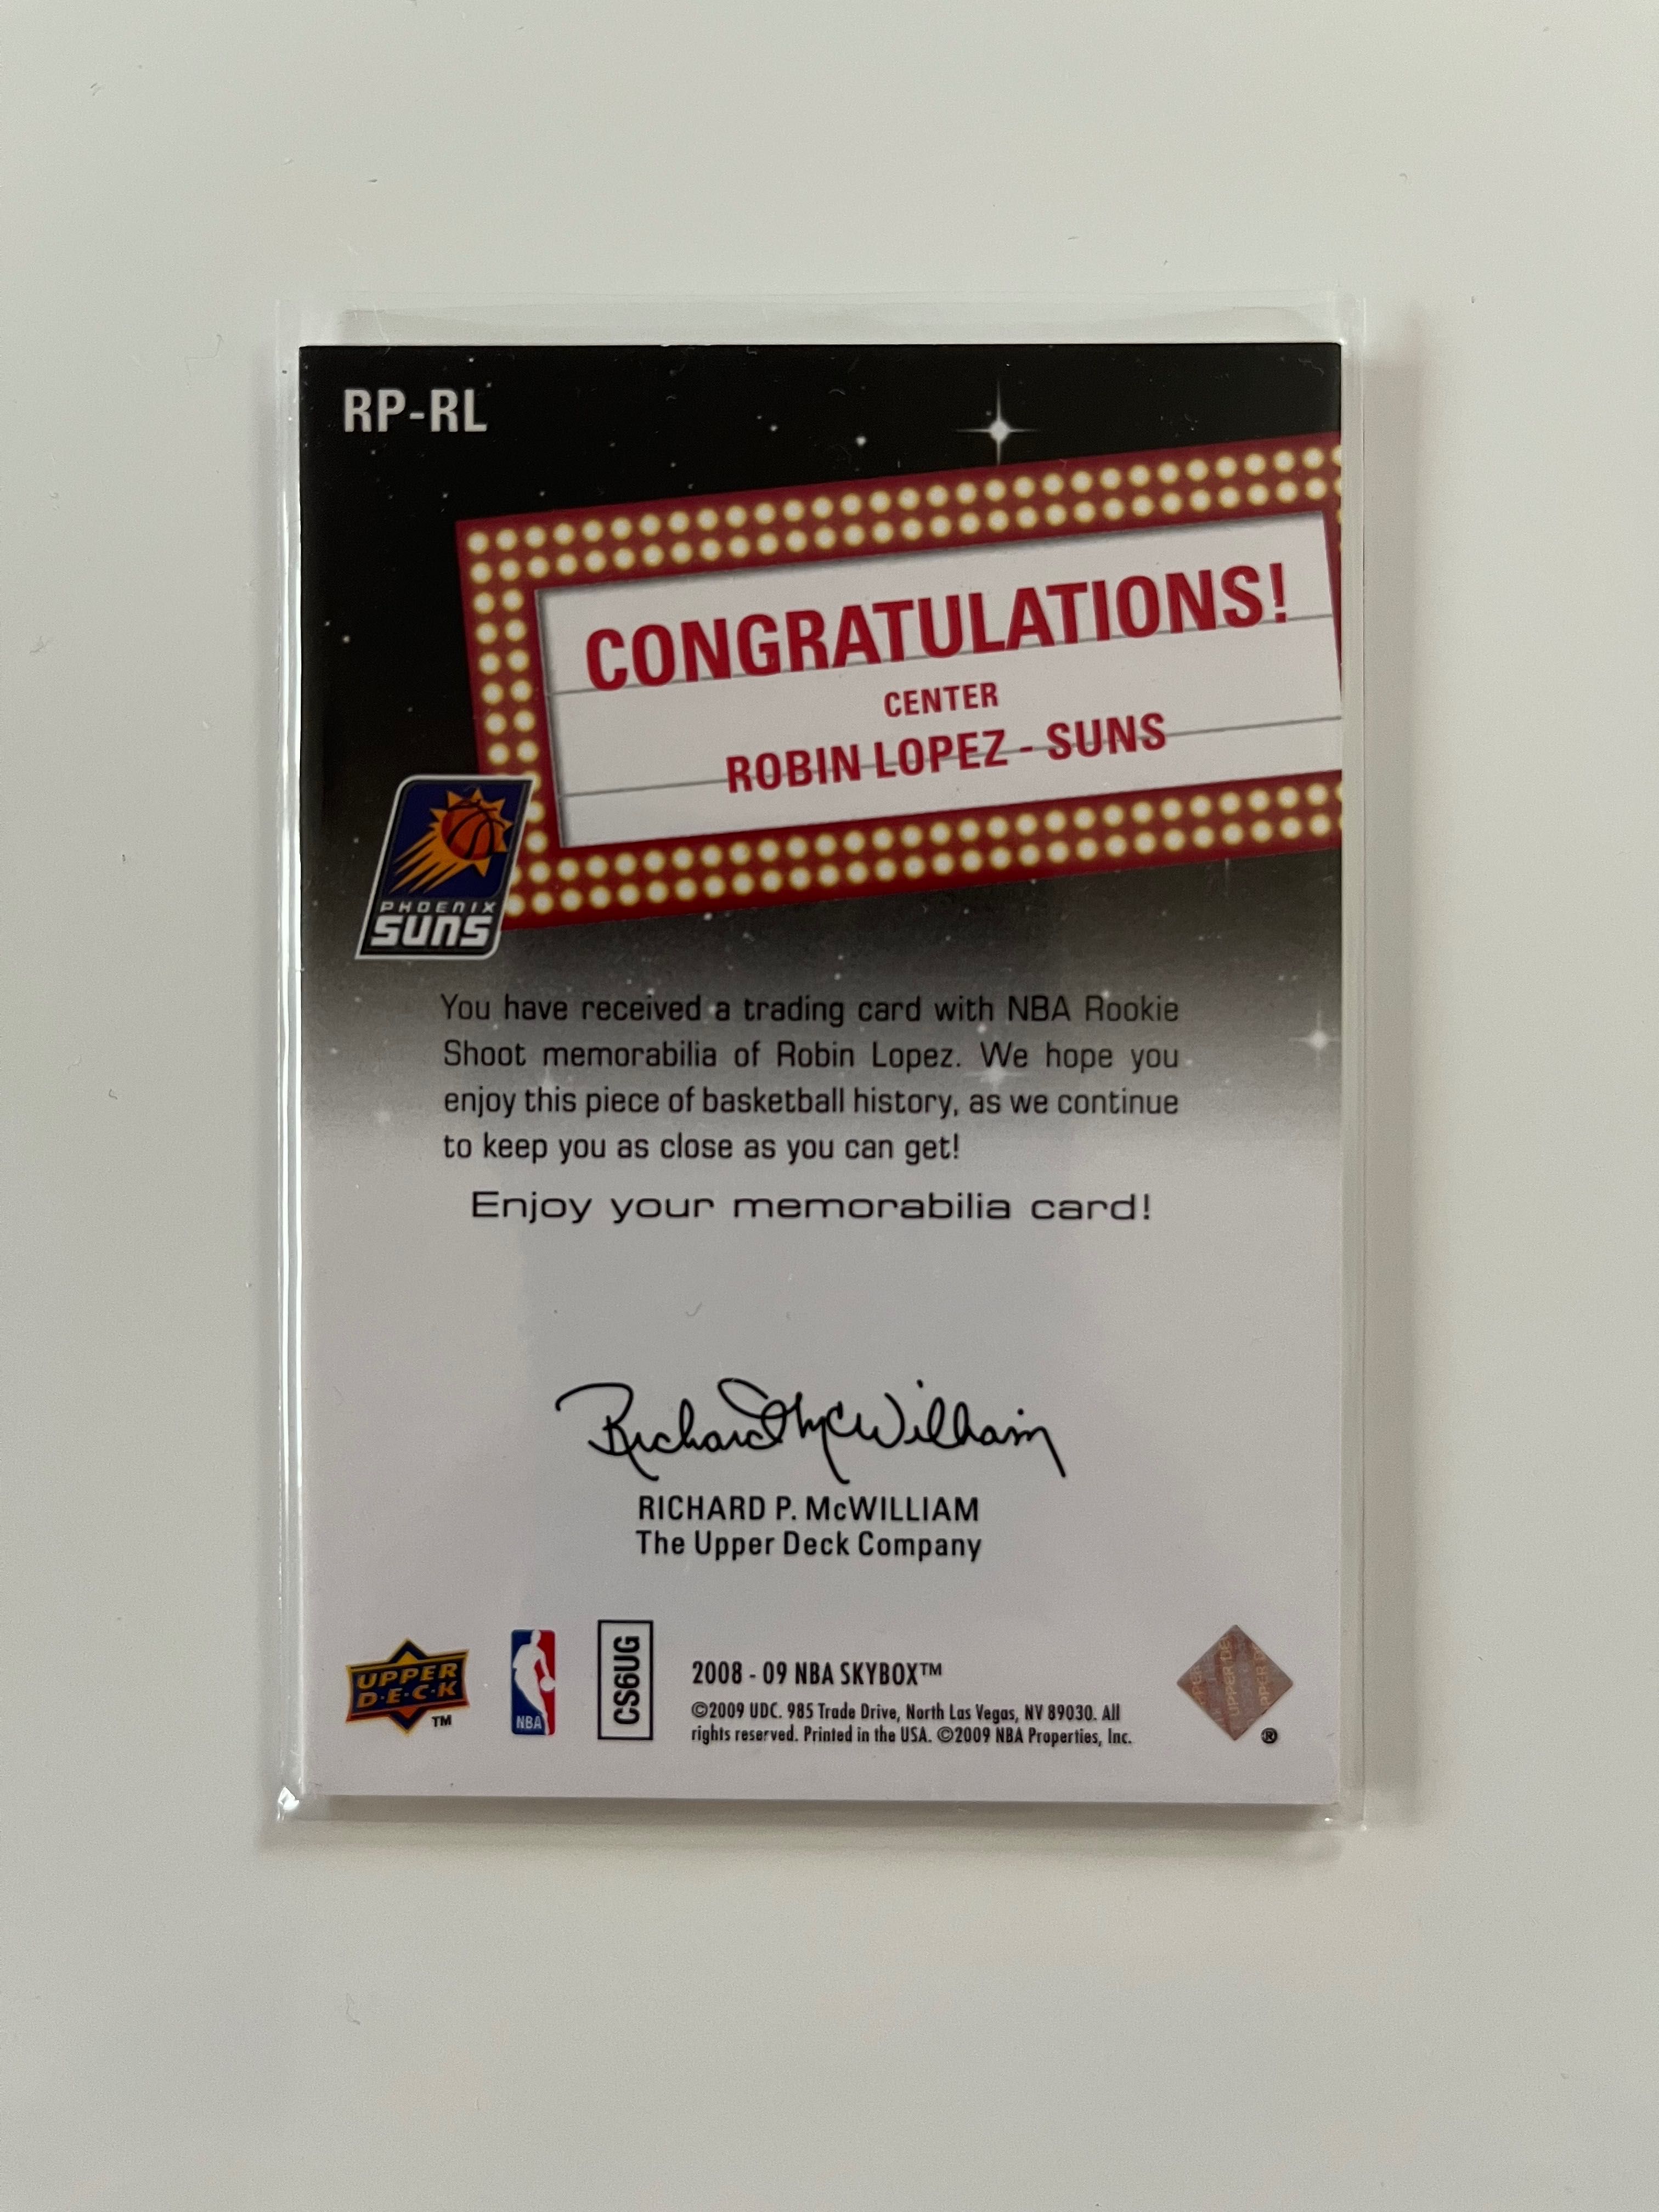 RP-RL
CONGRATULATIONS!
CENTER
ROBIN LOPEZ - SUNS
PHOENIX
SUNS
You have received a trading card with NBA Rookie
Shoot memorabilia of Robin Lopez. We hope you
enjoy this piece of basketball history, as we continue
to keep you as close as you can get!
Enjoy your memorabilia card!
Richard McWilliam
RICHARD P. McWILLIAM
The Upper Deck Company
UPPER
D·E·C·K
TM
NBA
CS6UG
2008 - 09 NBA SKYBOX™
©2009 UDC. 985 Trade Drive, North Las Vegas, NV 89030. All
rights reserved. Printed in the USA. ©2009 NBA Properties, Inc.
UPPER DE
®